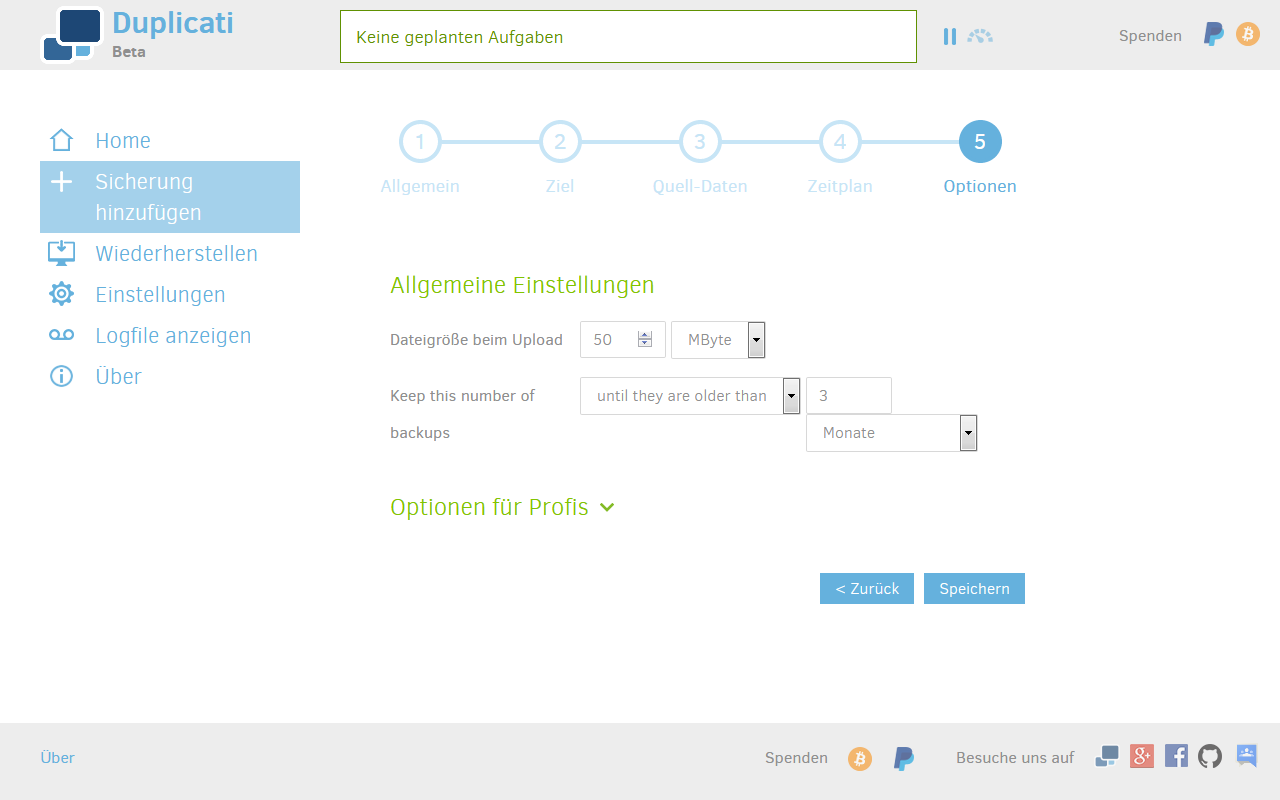 Duplicati
Beta
Keine geplanten Aufgaben
Spenden
Home
Sicherung
hinzufügen
Wiederherstellen
Einstellungen
Logfile anzeigen
Über
1 2 3 4 5
Allgemein Ziel Quell-Daten Zeitplan Optionen
Allgemeine Einstellungen
Dateigröße beim Upload 50 MByte
Keep this number of until they are older than 3
backups Monate
Optionen für Profis
< Zurück Speichern
Über Spenden Besuche uns auf